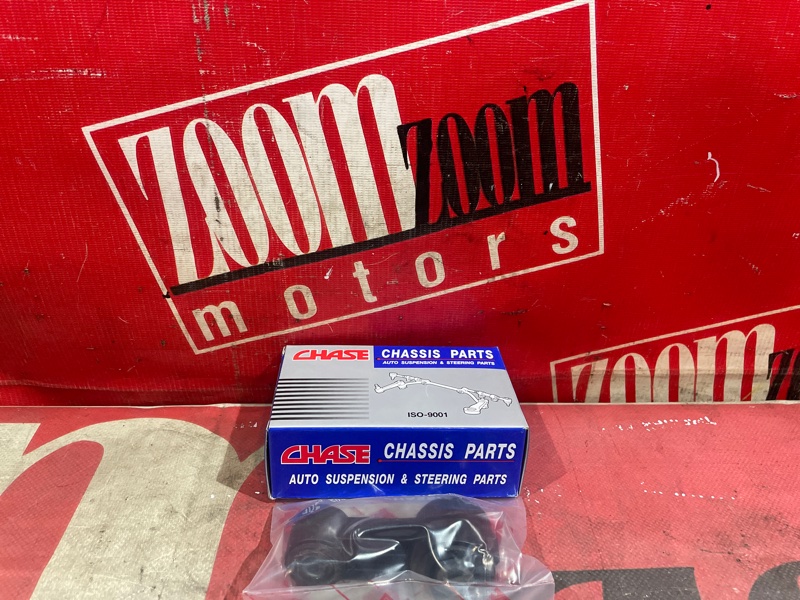 zoom zoom
motors
zoom zoo
CHASE CHASSIS PARTS
AUTO SUSPENSION & STEERING PARTS
ISO-9001
CHASE CHASSIS PARTS
AUTO SUSPENSION & STEERING PARTS